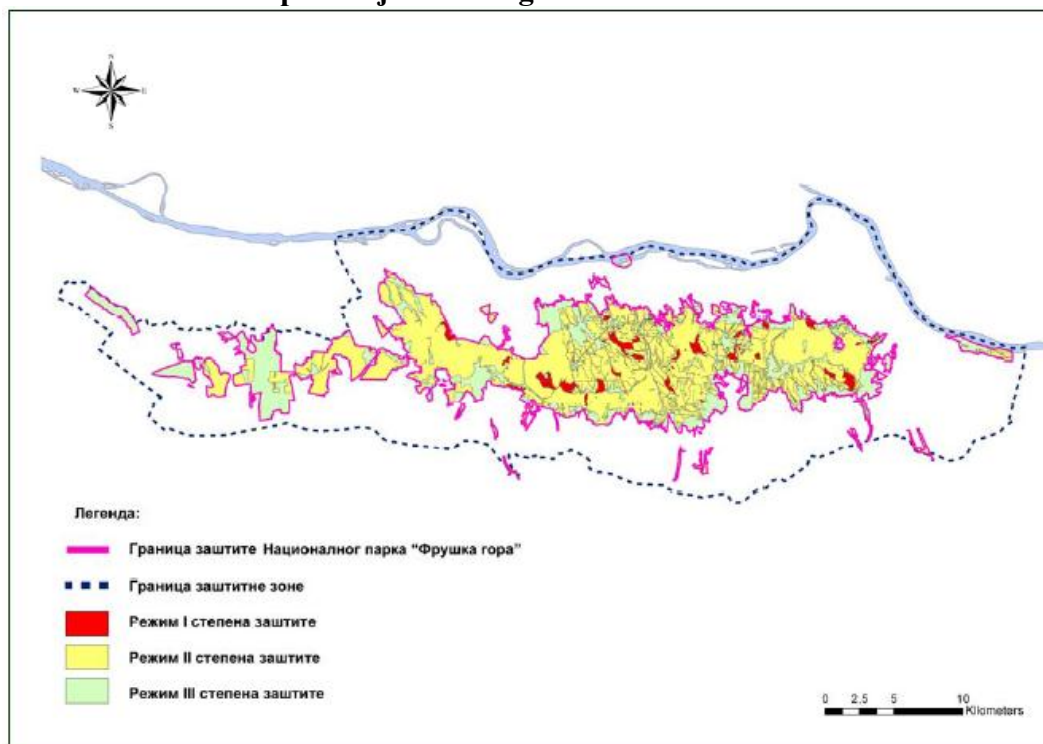 N
W E
S
Легенда:
Граница заштите Националног парка "Фрушка гора"
Граница заштитне зоне
Режим I степена заштите
Режим II степена заштите
Режим III степена заштите
0 2.5 5 10
Kilometers